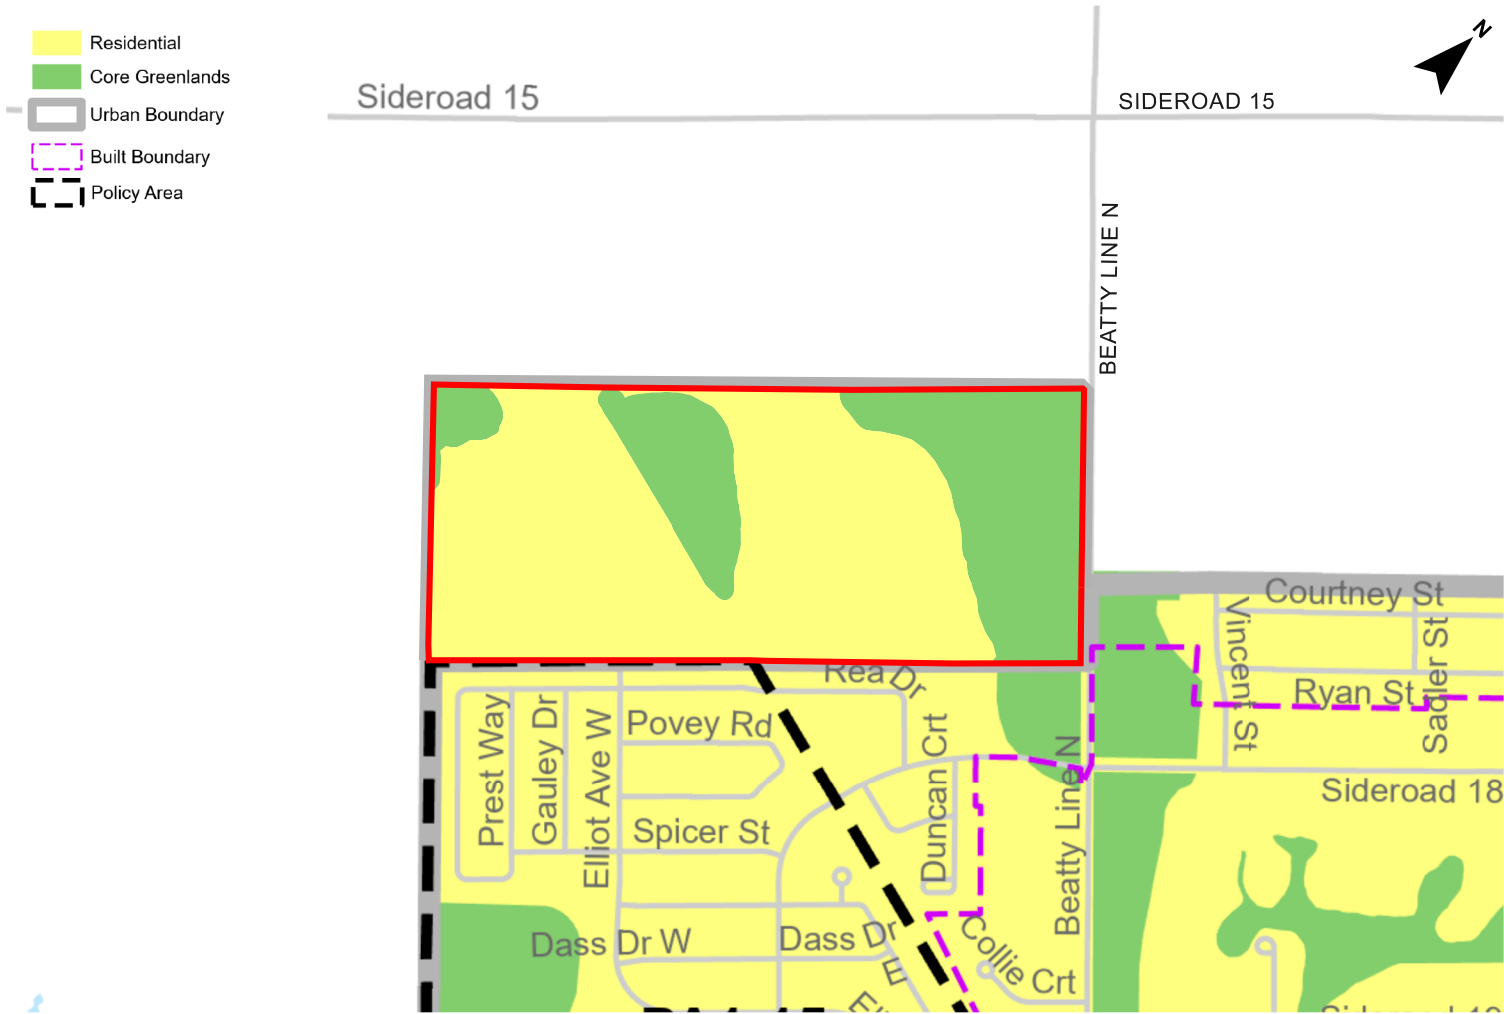 Residential
Core Greenlands
Urban Boundary
Built Boundary
Policy Area
N
Sideroad 15
SIDEROAD 15
BEATTY LINE N
Courtney St
Vincent St
Sadler St
Ryan St
Rea Dr
Povey Rd
Prest Way
Gauley Dr
Elliot Ave W
Spicer St
Duncan Crt
Beatty Line N
Sideroad 18
Dass Dr W
Dass Dr E
Collie Crt